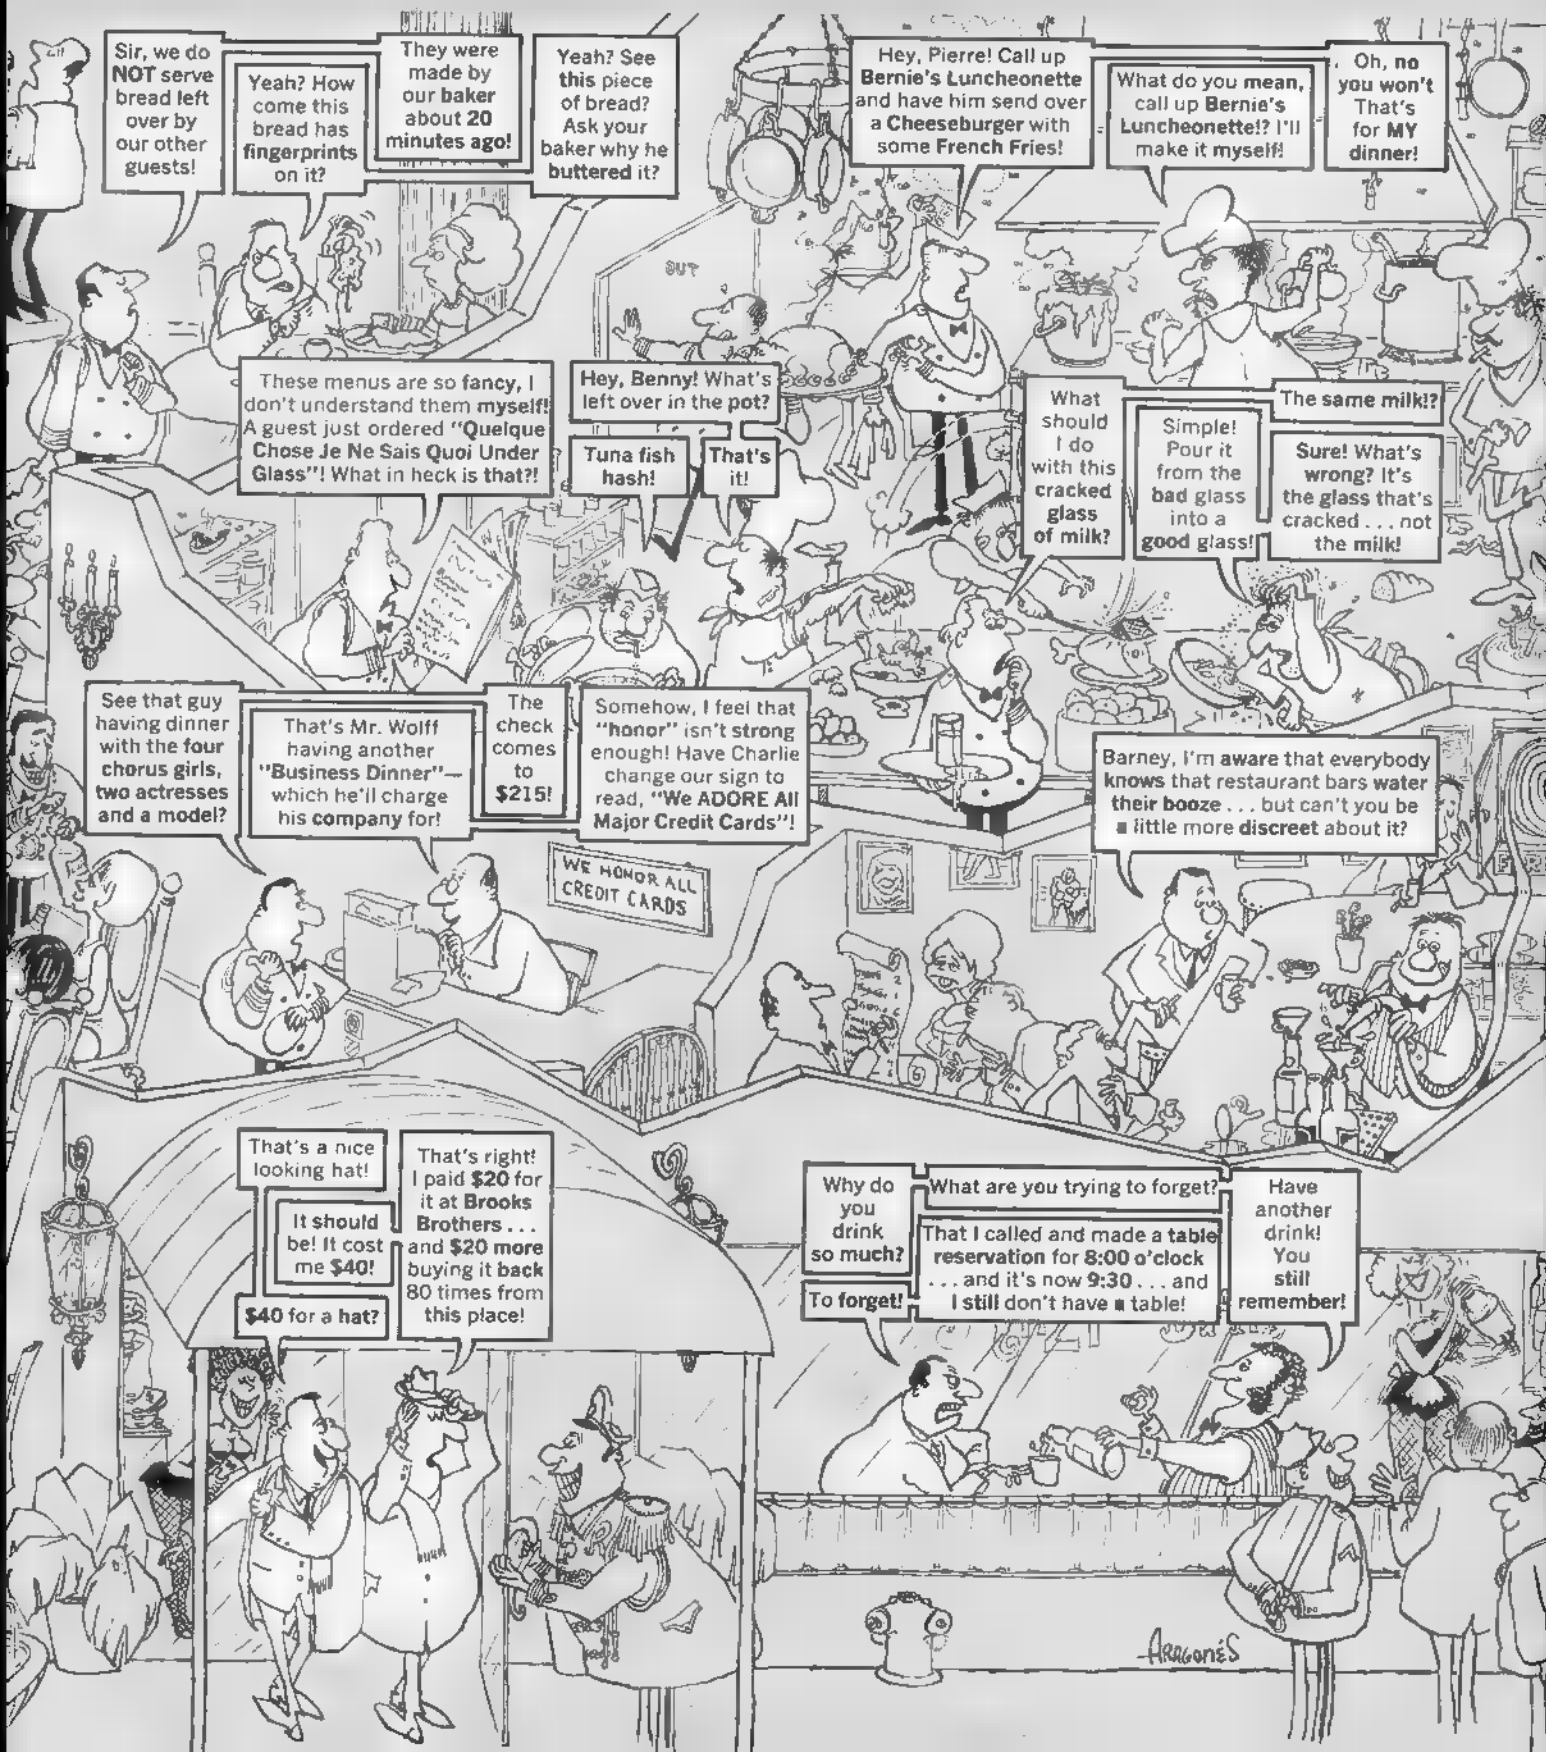 Sir, we do
NOT serve
bread left
over by
our other
guests!
Yeah? How
come this
bread has
fingerprints
on it?
They were
made by
our baker
about 20
minutes ago!
Yeah? See
this piece
of bread?
Ask your
baker why he
buttered it?
Hey, Pierre! Call up
Bernie's Luncheonette
and have him send over
a Cheeseburger with
some French Fries!
What do you mean,
call up Bernie's
Luncheonette!? I'll
make it myself!
Oh, no
you won't
That's
for MY
dinner!
OUT
These menus are so fancy, I
don't understand them myself!
A guest just ordered "Quelque
Chose Je Ne Sais Quoi Under
Glass"! What in heck is that?!
Hey, Benny! What's
left over in the pot?
Tuna fish
hash!
That's
it!
What
should
I do
with this
cracked
glass
of milk?
Simple!
Pour it
from the
bad glass
into a
good glass!
The same milk!?
Sure! What's
wrong? It's
the glass that's
cracked . . . not
the milk!
See that guy
having dinner
with the four
chorus girls,
two actresses
and a model?
That's Mr. Wolff
having another
"Business Dinner"—
which he'll charge
his company for!
The
check
comes
to
$215!
Somehow, I feel that
"honor" isn't strong
enough! Have Charlie
change our sign to
read, "We ADORE All
Major Credit Cards"!
WE HONOR ALL
CREDIT CARDS
Barney, I'm aware that everybody
knows that restaurant bars water
their booze . . . but can't you be
a little more discreet about it?
That's a nice
looking hat!
It should
be! It cost
me $40!
$40 for a hat?
That's right!
I paid $20 for
it at Brooks
Brothers . . .
and $20 more
buying it back
80 times from
this place!
Why do
you
drink
so much?
To forget!
What are you trying to forget?
That I called and made a table
reservation for 8:00 o'clock
. . . and it's now 9:30 . . . and
I still don't have a table!
Have
another
drink!
You
still
remember!
ARAGONÉS